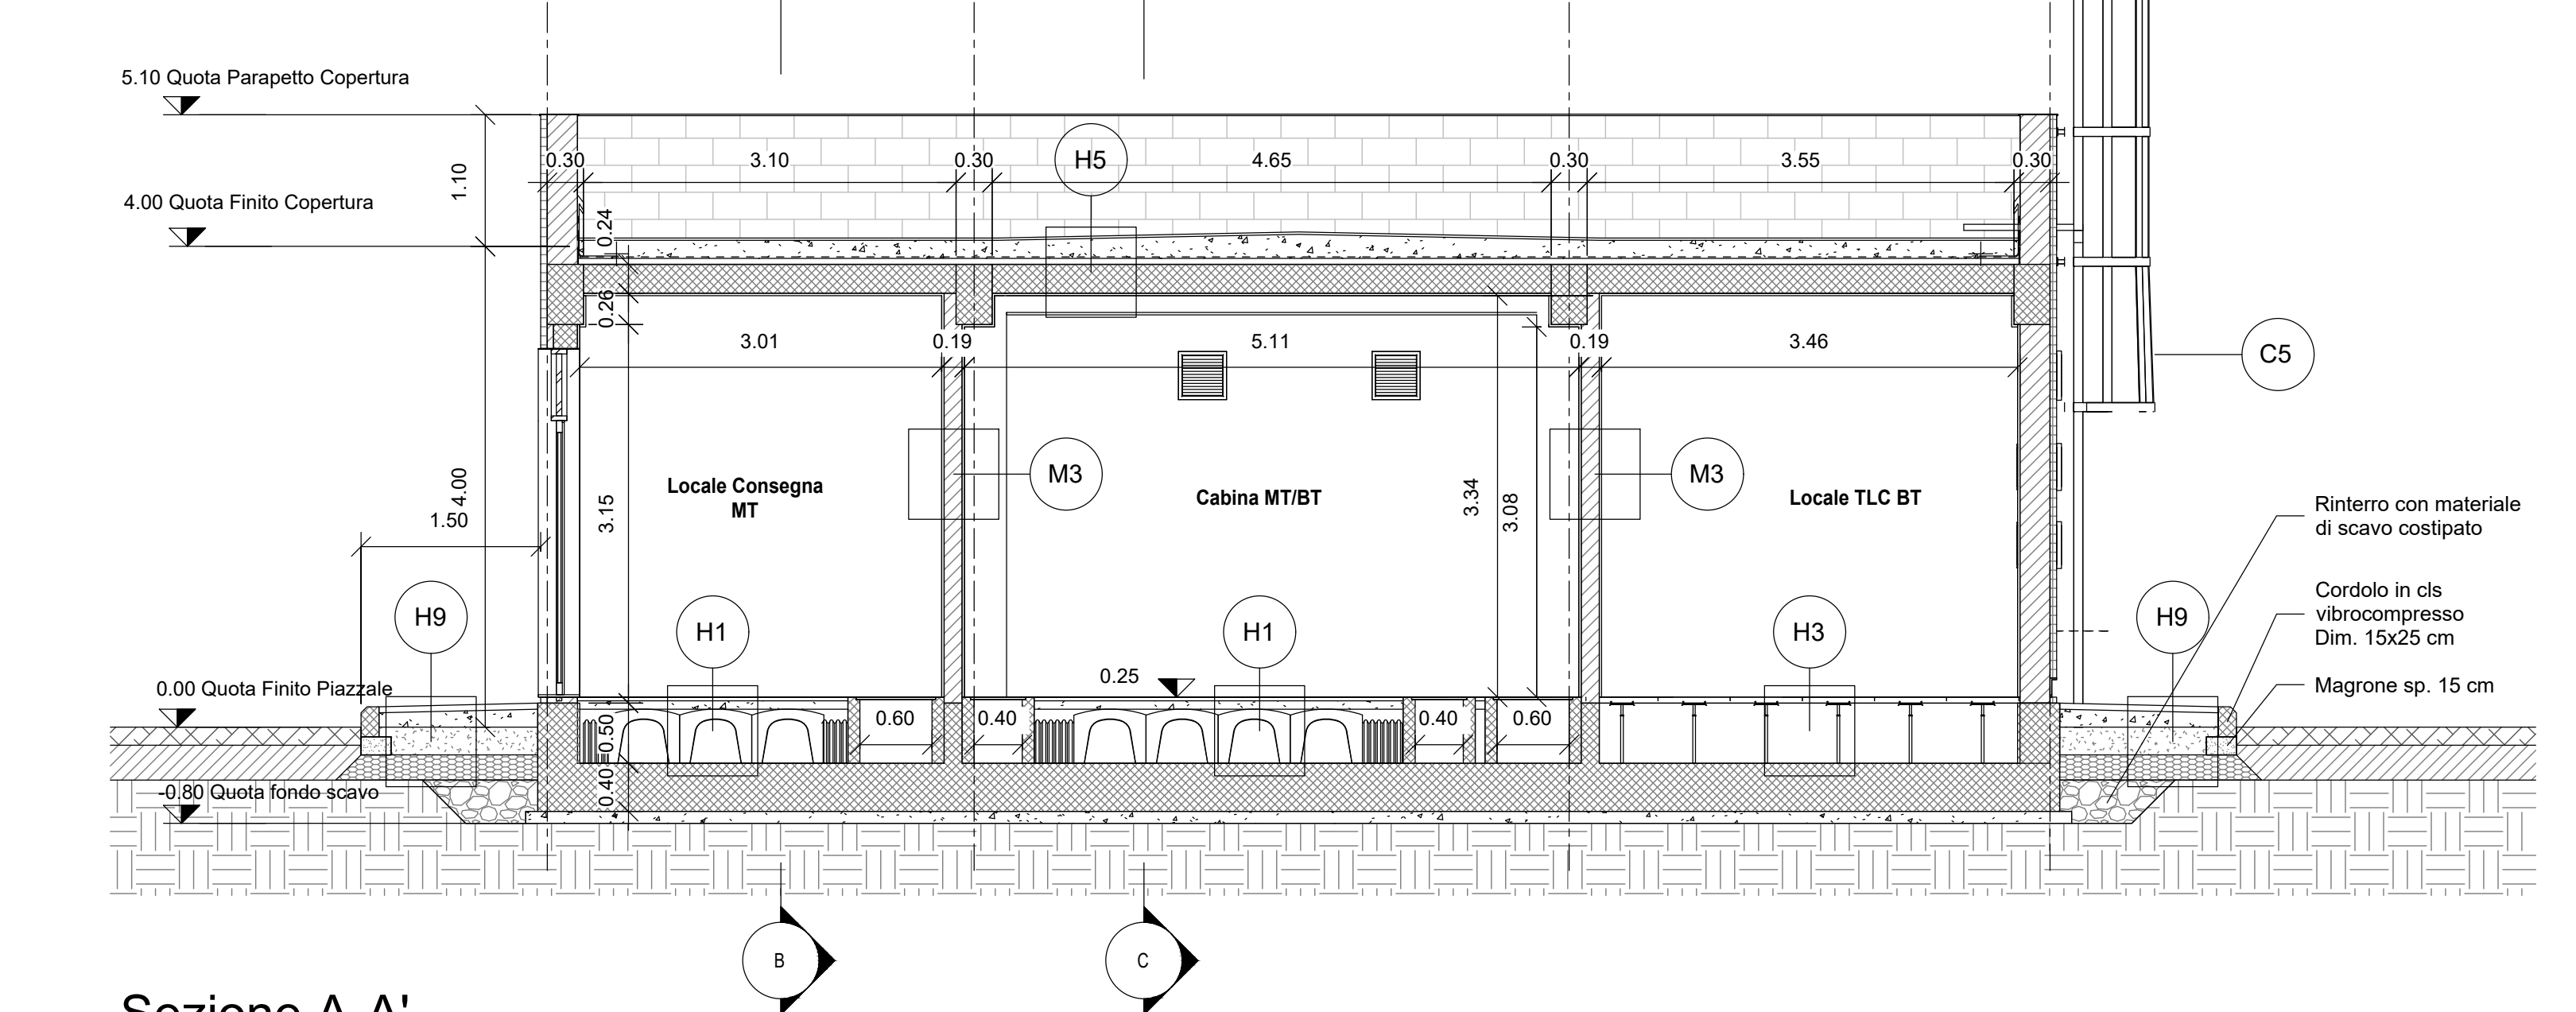 5.10 Quota Parapetto Copertura
0.30
3.10
0.30
H5
4.65
0.30
3.55
0.30
1.10
4.00 Quota Finito Copertura
0.24
0.26
3.01
0.19
5.11
0.19
3.46
C5
4.00
1.50
3.15
Locale Consegna
MT
M3
Cabina MT/BT
3.34
3.08
M3
Locale TLC BT
Rinterro con materiale
di scavo costipato
Cordolo in cls
vibrocompresso
Dim. 15x25 cm
Magrone sp. 15 cm
H9
H1
H1
H3
H9
0.25
0.00 Quota Finito Piazzale
0.50
0.60
0.40
0.40
0.60
0.40
-0.80 Quota fondo scavo
B
C
Sezione A-A'